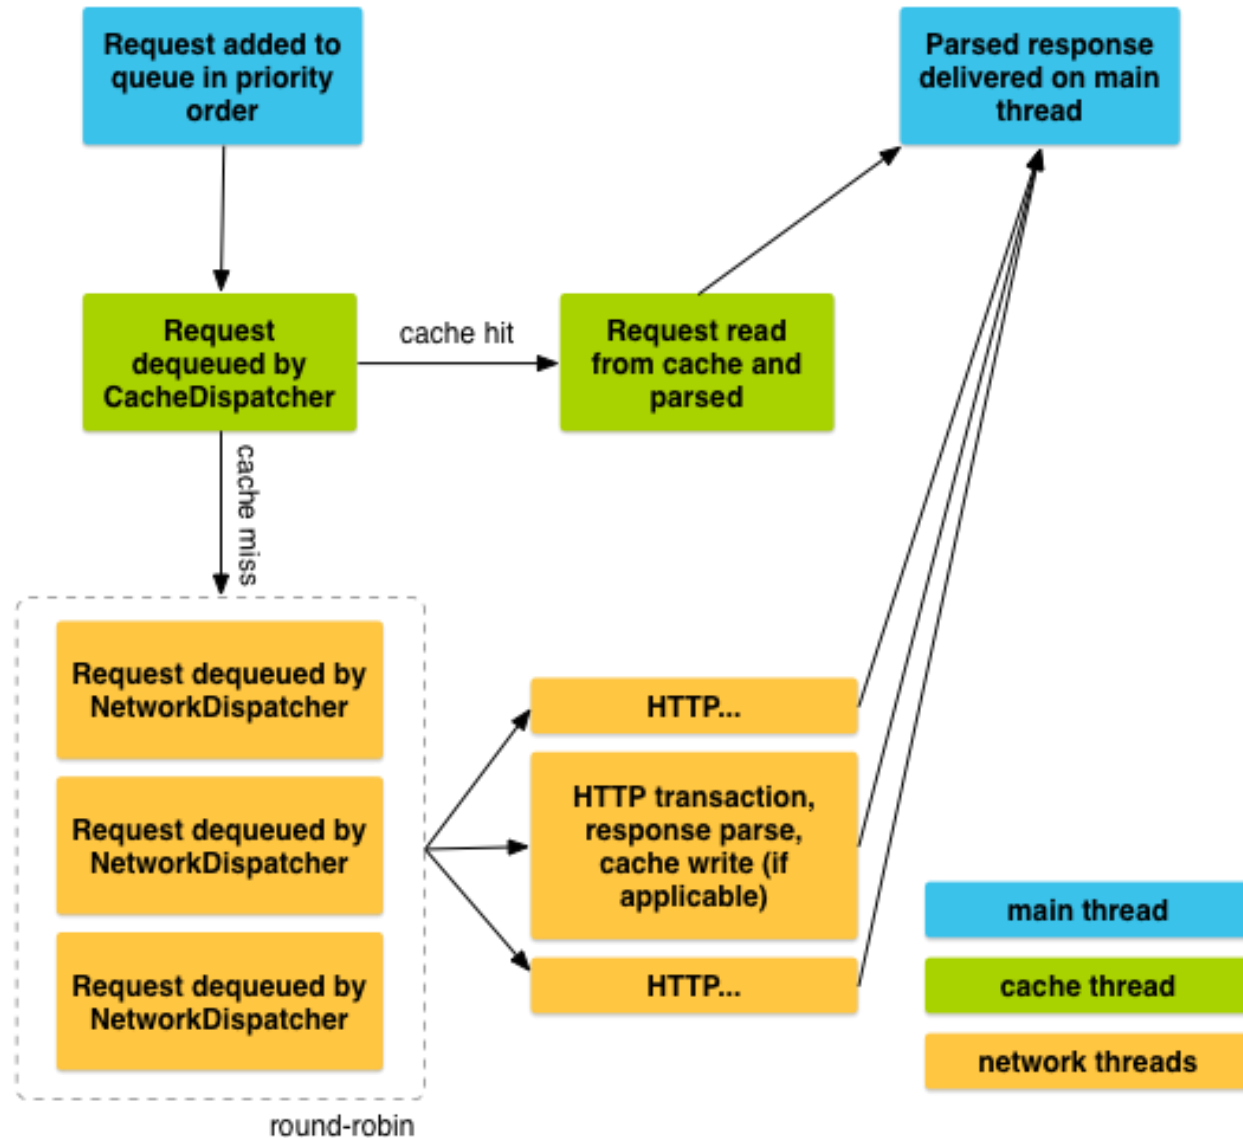 Request added to
queue in priority
order
Parsed response
delivered on main
thread
Request
dequeued by
CacheDispatcher
cache hit
Request read
from cache and
parsed
cache miss
Request dequeued by
NetworkDispatcher
Request dequeued by
NetworkDispatcher
Request dequeued by
NetworkDispatcher
round-robin
HTTP...
HTTP transaction,
response parse,
cache write (if
applicable)
HTTP...
main thread
cache thread
network threads